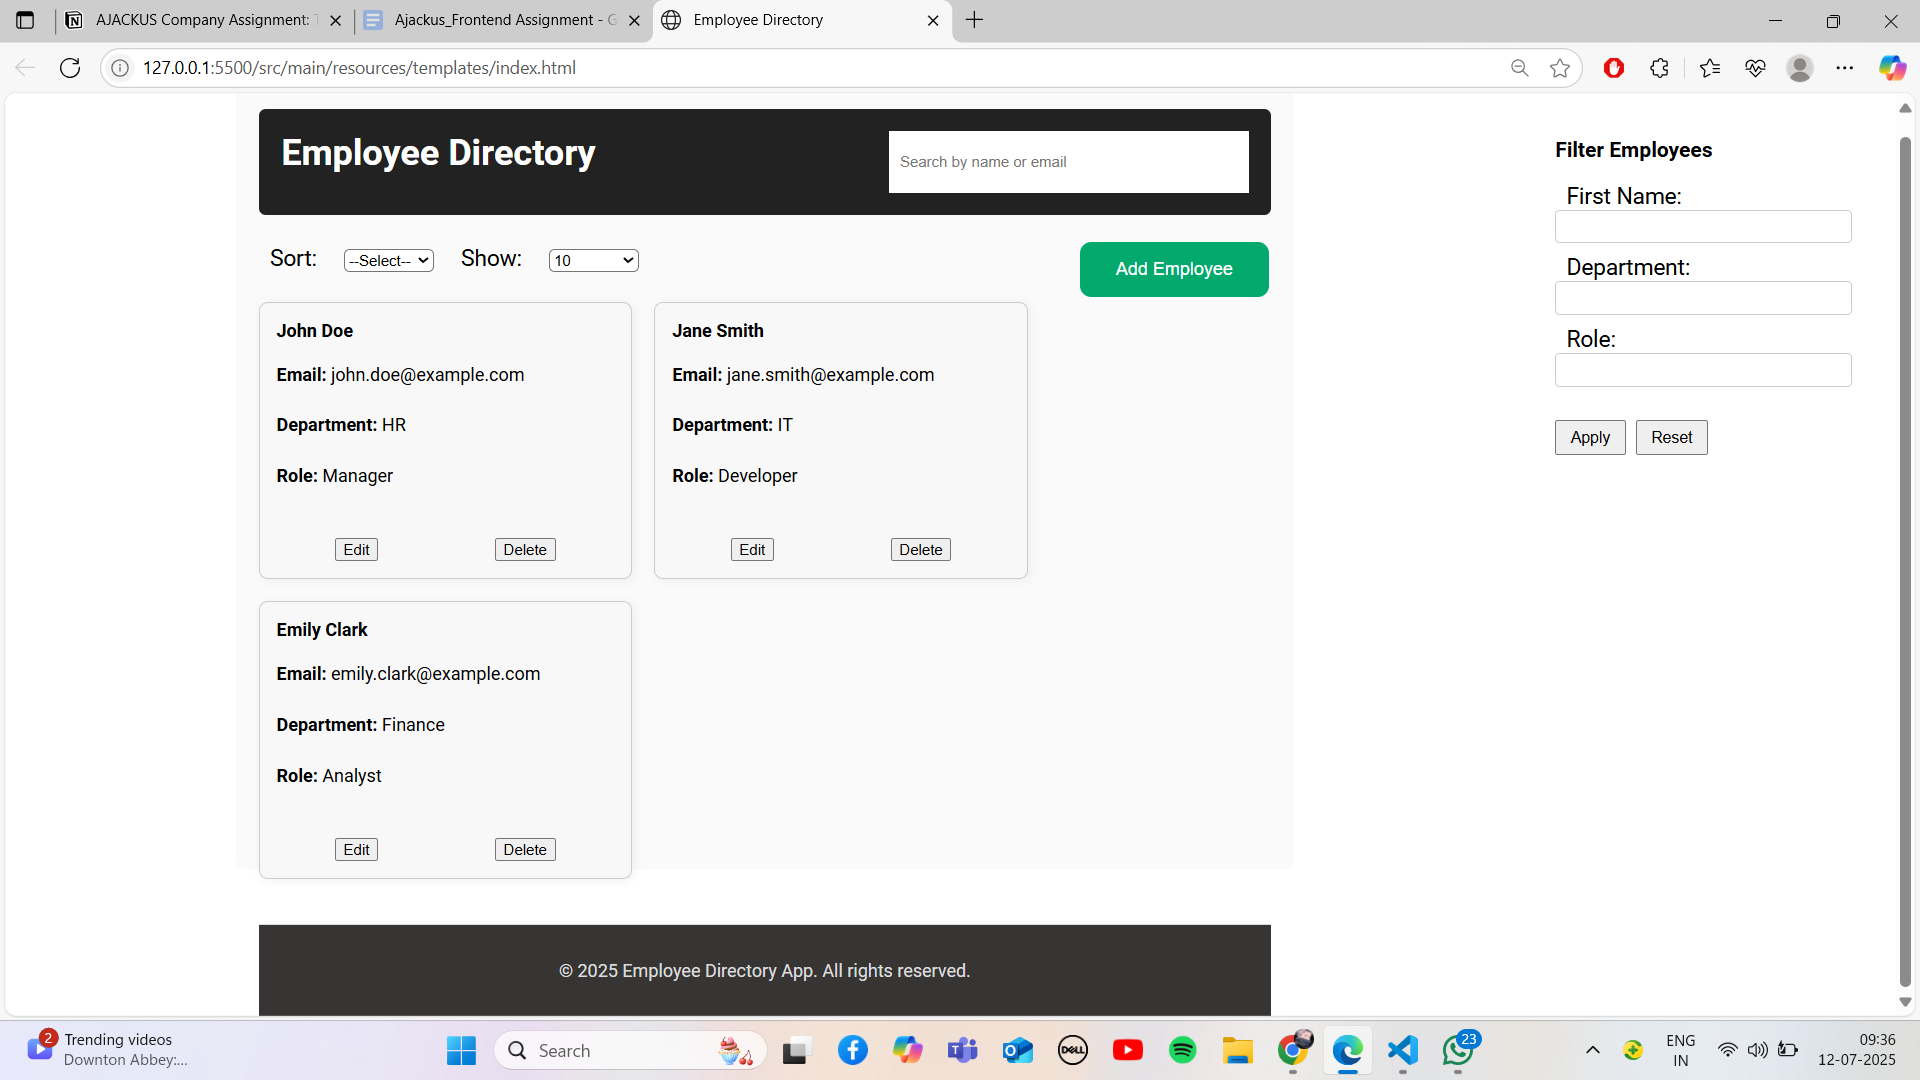 AJACKUS Company Assignment: T
Ajackus_Frontend Assignment - G
Employee Directory
127.0.0.1:5500/src/main/resources/templates/index.html
Employee Directory
Search by name or email
Sort:
--Select--
Show:
10
Add Employee
John Doe
Email: john.doe@example.com
Department: HR
Role: Manager
Edit
Delete
Jane Smith
Email: jane.smith@example.com
Department: IT
Role: Developer
Edit
Delete
Emily Clark
Email: emily.clark@example.com
Department: Finance
Role: Analyst
Edit
Delete
© 2025 Employee Directory App. All rights reserved.
Filter Employees
First Name:
Department:
Role:
Apply
Reset
2
Trending videos
Downton Abbey:...
Search
DELL
23
ENG
IN
09:36
12-07-2025